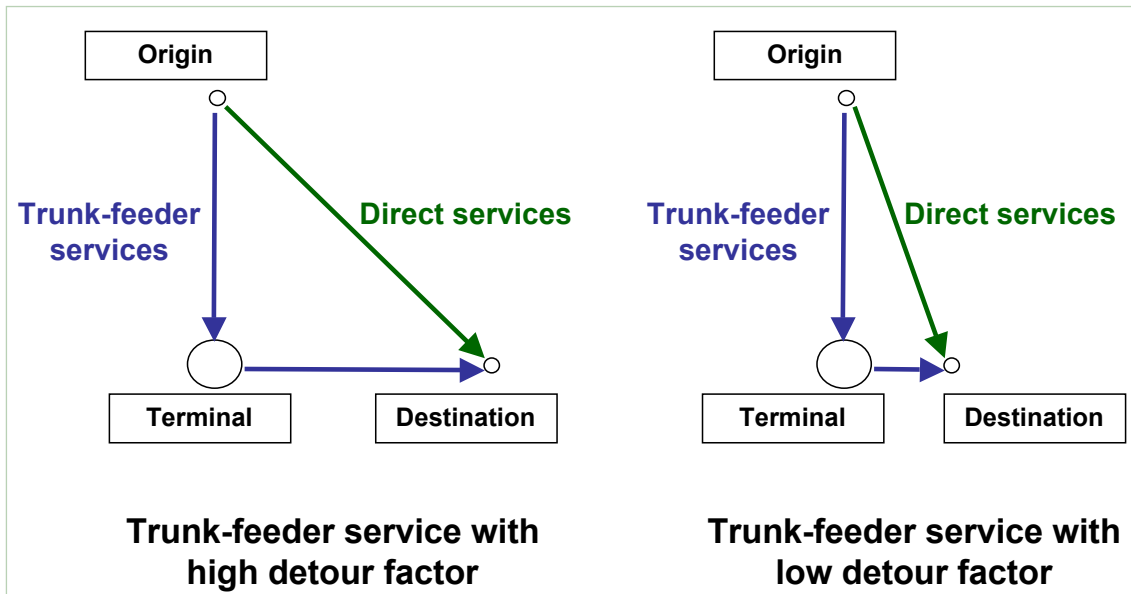 Origin
Trunk-feeder
services
Direct services
Terminal
Destination
Trunk-feeder service with
high detour factor
Origin
Trunk-feeder
services
Direct services
Terminal
Destination
Trunk-feeder service with
low detour factor